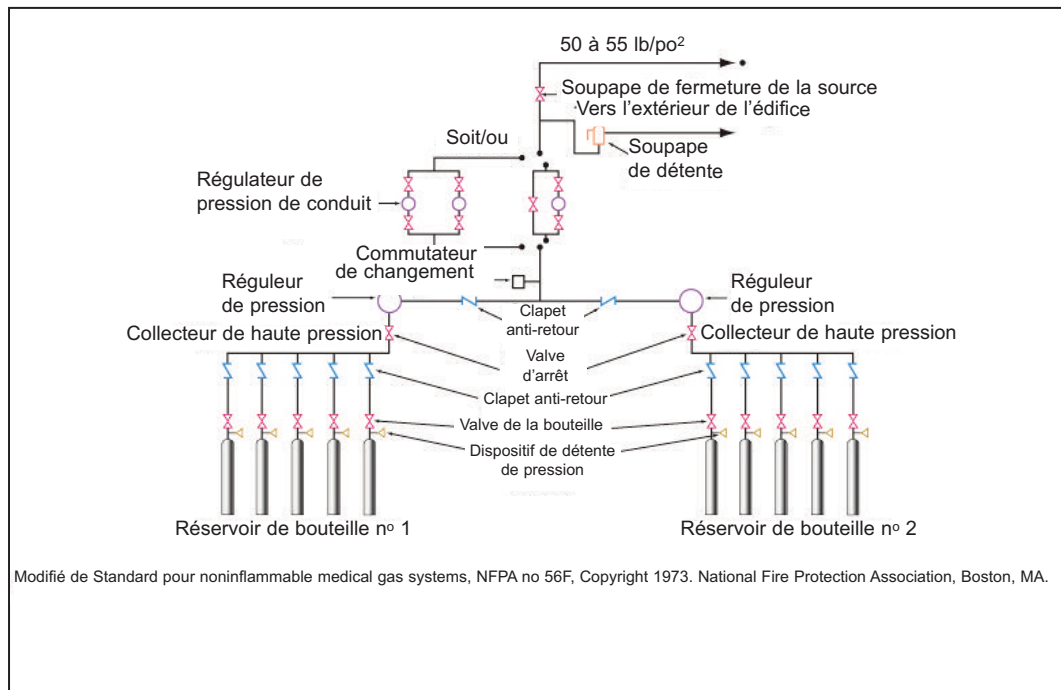 50 à 55 lb/po²
Soupape de fermeture de la source
Vers l'extérieur de l'édifice
Soit/ou
Soupape
de détente
Régulateur de
pression de conduit
Commutateur
de changement
Réguleur
de pression
Réguleur
de pression
Clapet
anti-retour
Collecteur de haute pression
Collecteur de haute pression
Valve
d'arrêt
Clapet anti-retour
Valve de la bouteille
Dispositif de détente
de pression
Réservoir de bouteille nº 1
Réservoir de bouteille nº 2
Modifié de Standard pour noninflammable medical gas systems, NFPA no 56F, Copyright 1973. National Fire Protection Association, Boston, MA.